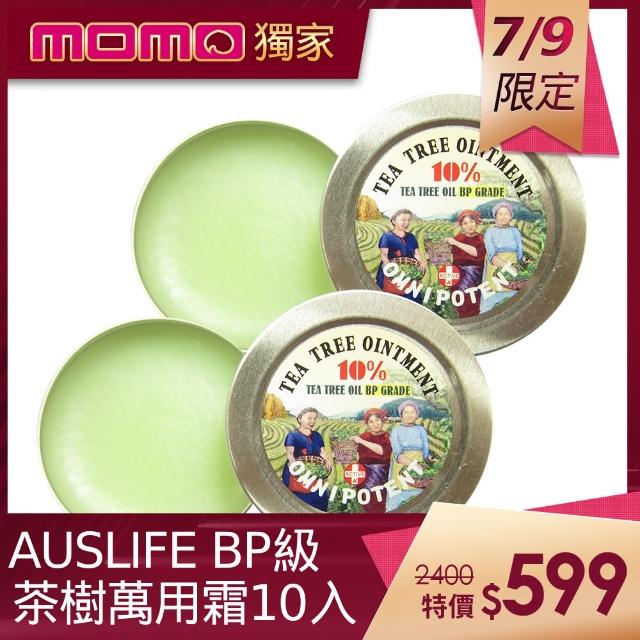 momo獨家
7/9
限定
TEA TREE OINTMENT
10%
TEA TREE OIL BP GRADE
ACTIVE
OMNIPOTENT
TEA TREE OINTMENT
10%
TEA TREE OIL BP GRADE
ACTIVE
OMNIPOTENT
AUSLIFE BP級
茶樹萬用霜10入
2400
特價$599